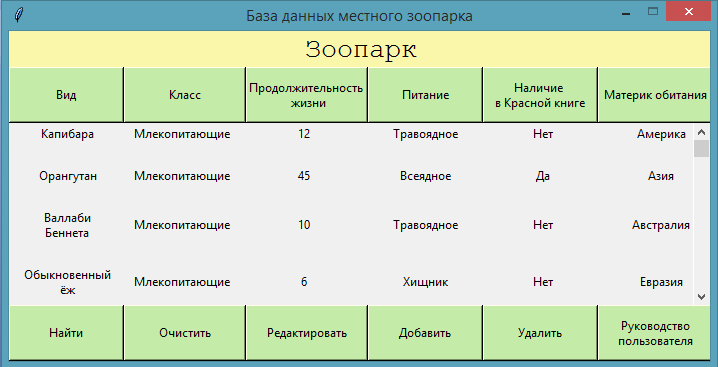 База данных местного зоопарка
Зоопарк
Вид
Класс
Продолжительность
жизни
Питание
Наличие
в Красной книге
Материк обитания
Капибара Млекопитающие 12 Травоядное Нет Америка
Орангутан Млекопитающие 45 Всеядное Да Азия
Валлаби
Беннета
Млекопитающие 10 Травоядное Нет Австралия
Обыкновенный
ёж
Млекопитающие 6 Хищник Нет Евразия
Найти
Очистить
Редактировать
Добавить
Удалить
Руководство
пользователя